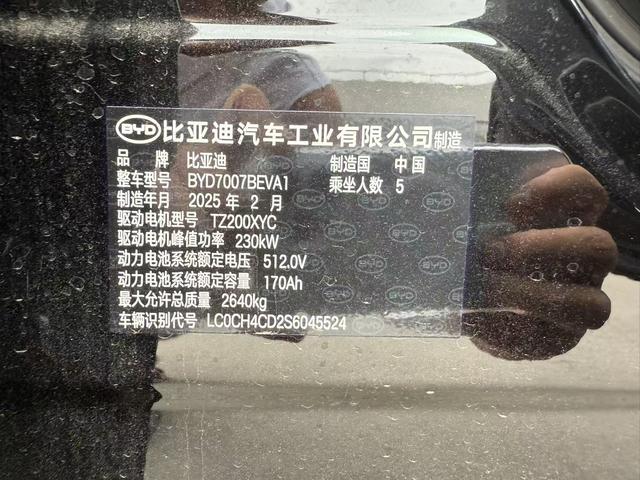 BYD 比亚迪汽车工业有限公司制造
品 牌 比亚迪 制造国 中国
整车型号 BYD7007BEVA1 乘坐人数 5
制造年月 2025 年 2 月
驱动电机型号 TZ200XYC
驱动电机峰值功率 230kW
动力电池系统额定电压 512.0V
动力电池系统额定容量 170Ah
最大允许总质量 2640kg
车辆识别代号 LC0CH4CD2S6045524